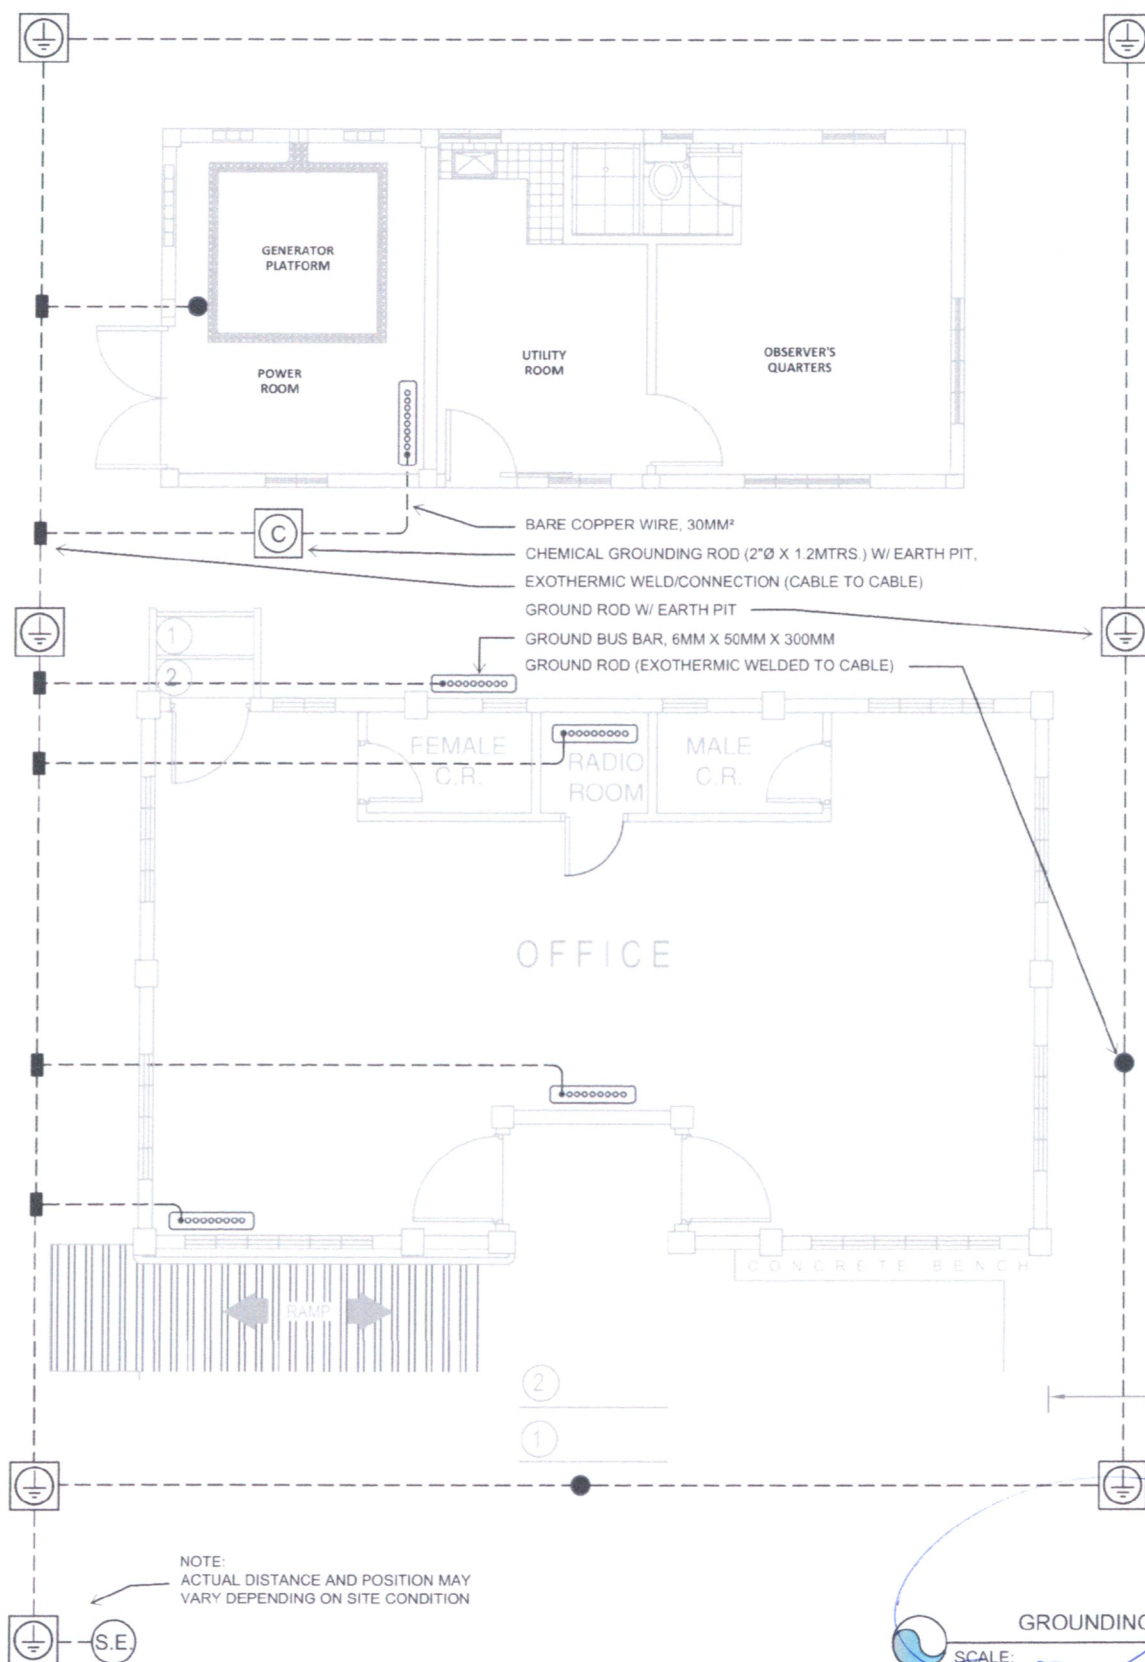 GENERATOR
PLATFORM
POWER
ROOM
UTILITY
ROOM
OBSERVER'S
QUARTERS
BARE COPPER WIRE, 30MM²
C
CHEMICAL GROUNDING ROD (2"Ø X 1.2MTRS.) W/ EARTH PIT,
EXOTHERMIC WELD/CONNECTION (CABLE TO CABLE)
GROUND ROD W/ EARTH PIT
1
GROUND BUS BAR, 6MM X 50MM X 300MM
GROUND ROD (EXOTHERMIC WELDED TO CABLE)
2
FEMALE
C.R.
RADIO
ROOM
MALE
C.R.
OFFICE
CONCRETE BENCH
RAMP
2
1
NOTE:
ACTUAL DISTANCE AND POSITION MAY
VARY DEPENDING ON SITE CONDITION
S.E.
GROUNDING
SCALE: